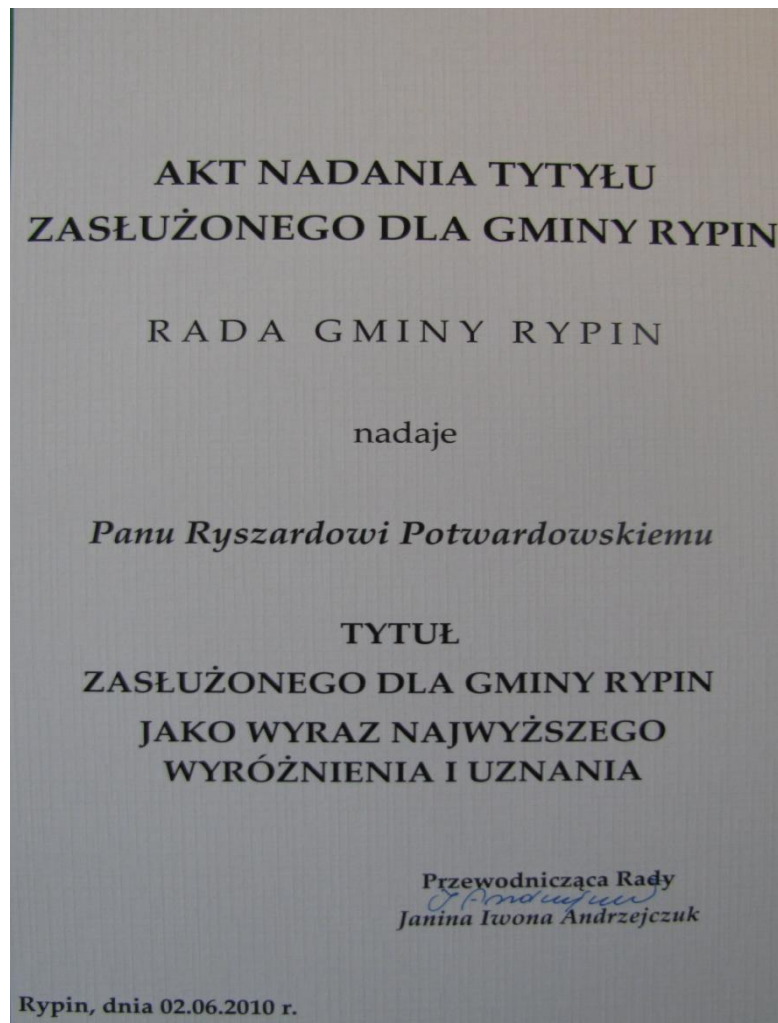 AKT NADANIA TYTYŁU
ZASŁUŻONEGO DLA GMINY RYPIN
RADA GMINY RYPIN
nadaje
Panu Ryszardowi Potwardowskiemu
TYTUŁ
ZASŁUŻONEGO DLA GMINY RYPIN
JAKO WYRAZ NAJWYŻSZEGO
WYRÓŻNIENIA I UZNANIA
Przewodnicząca Rady
Janina Iwona Andrzejczuk
Rypin, dnia 02.06.2010 r.